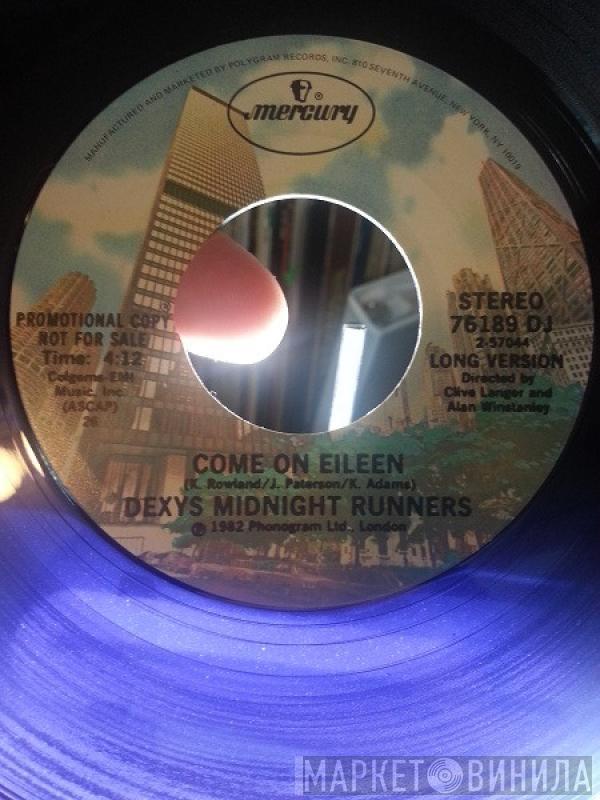 MANUFACTURED AND MARKETED BY POLYGRAM RECORDS, INC. 810 SEVENTH AVENUE, NEW YORK, NY 10019
mercury ®
PROMOTIONAL COPY
NOT FOR SALE
Time: 4:12
Colgems-EMI
Music, Inc.
(ASCAP)
26
STEREO
76189 DJ
2-57044
LONG VERSION
Directed by
Clive Langer and
Alan Winstanley
COME ON EILEEN
(K. Rowland/J. Paterson/K. Adams)
DEXYS MIDNIGHT RUNNERS
℗ 1982 Phonogram Ltd., London
МАРКЕТ ВИНИЛА